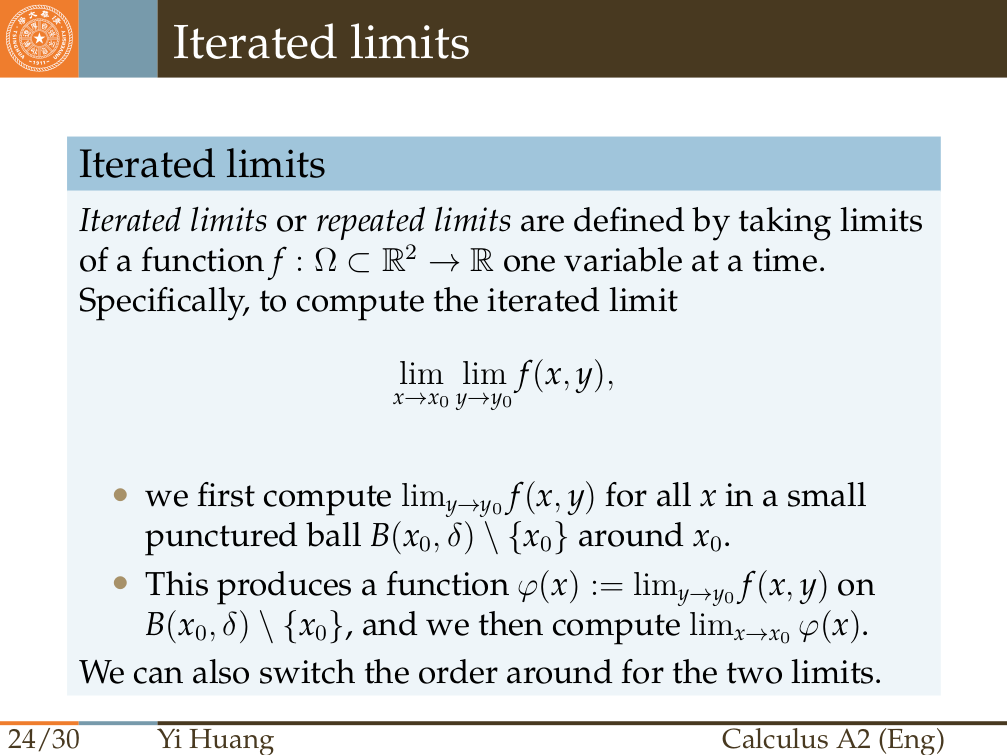 Iterated limits
Iterated limits
Iterated limits or repeated limits are defined by taking limits
of a function f : Ω ⊂ ℝ² → ℝ one variable at a time.
Specifically, to compute the iterated limit
lim_{x→x₀} lim_{y→y₀} f(x, y),
• we first compute lim_{y→y₀} f(x, y) for all x in a small
punctured ball B(x₀, δ) \ {x₀} around x₀.
• This produces a function φ(x) := lim_{y→y₀} f(x, y) on
B(x₀, δ) \ {x₀}, and we then compute lim_{x→x₀} φ(x).
We can also switch the order around for the two limits.
24/30 Yi Huang Calculus A2 (Eng)